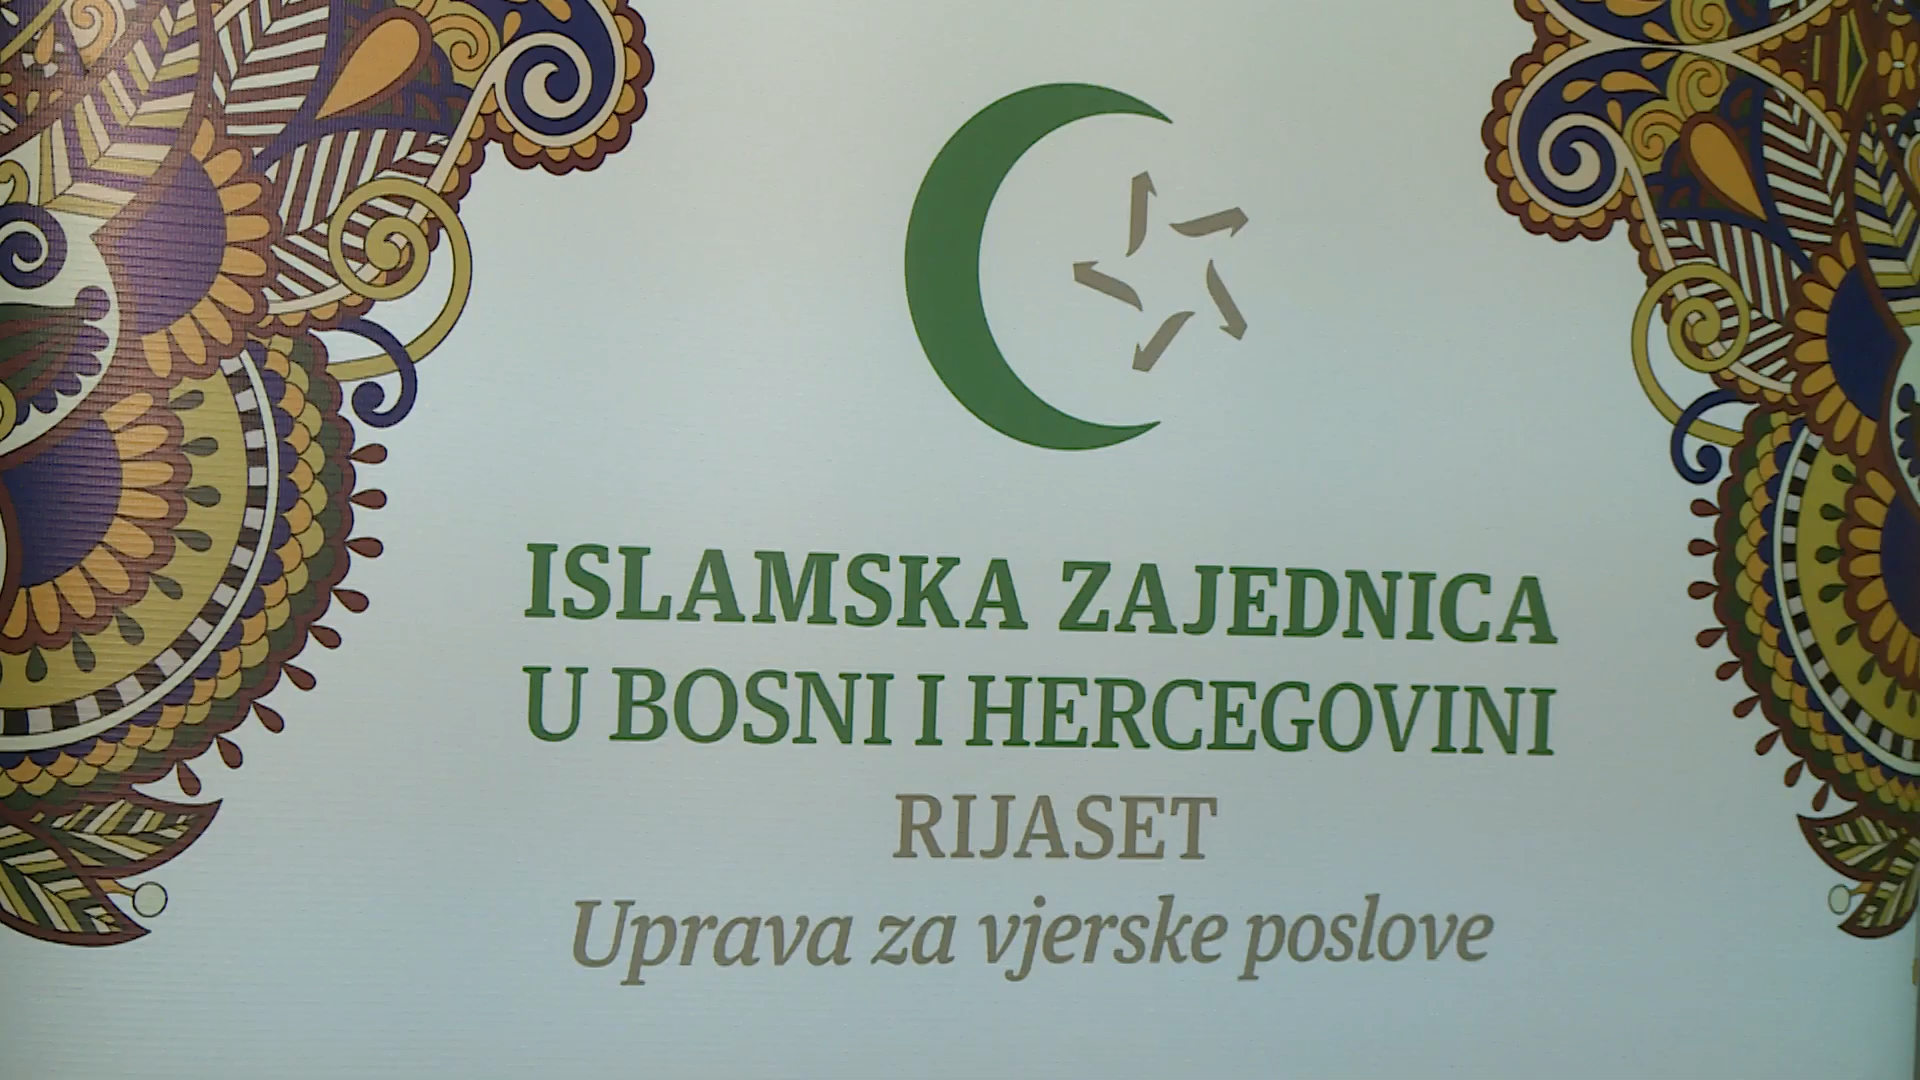 ISLAMSKA ZAJEDNICA
U BOSNI I HERCEGOVINI
RIJASET
Uprava za vjerske poslove